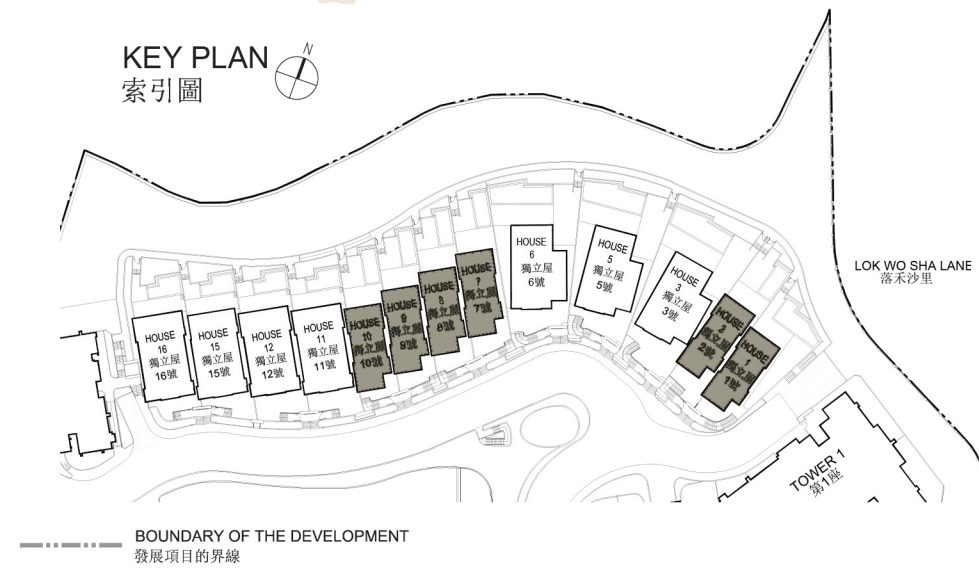 KEY PLAN
索引圖
N
HOUSE
16
獨立屋
16號
HOUSE
15
獨立屋
15號
HOUSE
12
獨立屋
12號
HOUSE
11
獨立屋
11號
HOUSE
10
獨立屋
10號
HOUSE
9
獨立屋
9號
HOUSE
8
獨立屋
8號
HOUSE
7
獨立屋
7號
HOUSE
6
獨立屋
6號
HOUSE
5
獨立屋
5號
HOUSE
3
獨立屋
3號
HOUSE
2
獨立屋
2號
HOUSE
1
獨立屋
1號
LOK WO SHA LANE
落禾沙里
TOWER 1
第1座
BOUNDARY OF THE DEVELOPMENT
發展項目的界線